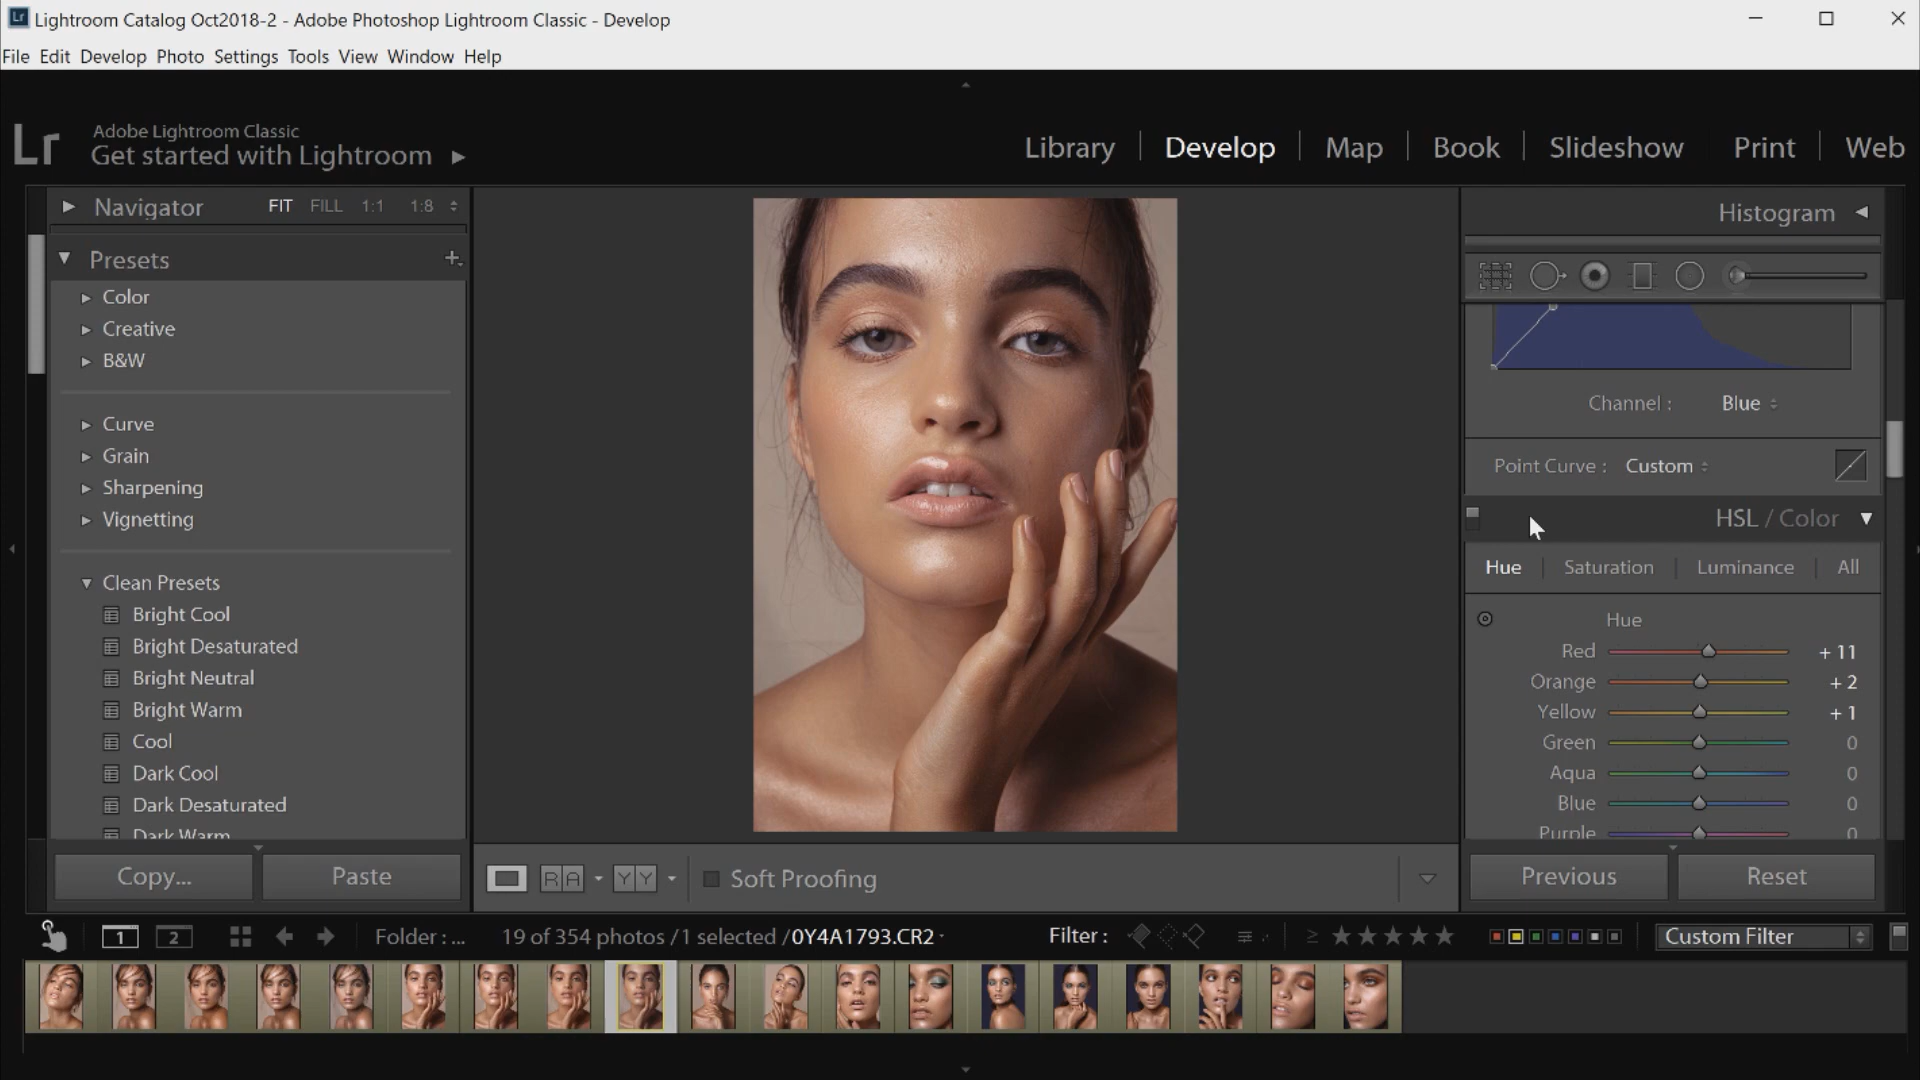 Lr Lightroom Catalog Oct2018-2 - Adobe Photoshop Lightroom Classic - Develop
File Edit Develop Photo Settings Tools View Window Help
Lr
Adobe Lightroom Classic
Get started with Lightroom
Library Develop Map Book Slideshow Print Web
Navigator FIT FILL 1:1 1:8
Presets
Color
Creative
B&W
Curve
Grain
Sharpening
Vignetting
Clean Presets
Bright Cool
Bright Desaturated
Bright Neutral
Bright Warm
Cool
Dark Cool
Dark Desaturated
Dark Warm
Copy... Paste
R A Y Y Soft Proofing
Histogram
Channel : Blue
Point Curve : Custom
HSL / Color
Hue Saturation Luminance All
Hue
Red + 11
Orange + 2
Yellow + 1
Green 0
Aqua 0
Blue 0
Purple 0
Previous Reset
1 2 Folder : ... 19 of 354 photos / 1 selected / 0Y4A1793.CR2 Filter : ≥ Custom Filter